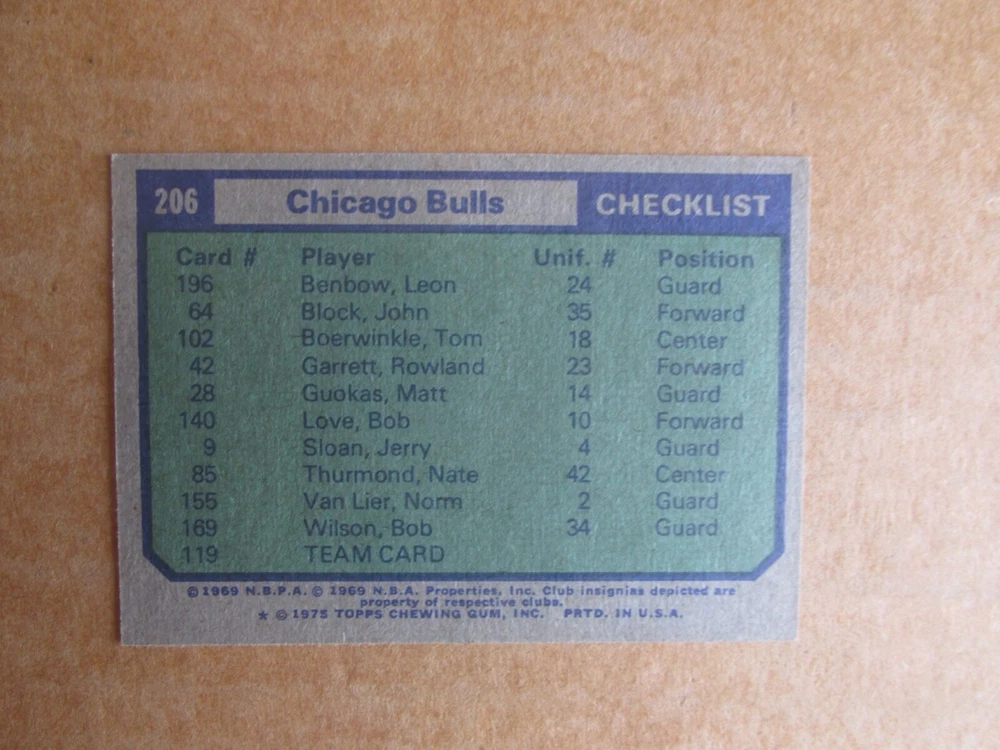 206 Chicago Bulls CHECKLIST
Card # Player Unif. # Position
196 Benbow, Leon 24 Guard
64 Block, John 35 Forward
102 Boerwinkle, Tom 18 Center
42 Garrett, Rowland 23 Forward
28 Guokas, Matt 14 Guard
140 Love, Bob 10 Forward
9 Sloan, Jerry 4 Guard
85 Thurmond, Nate 42 Center
155 Van Lier, Norm 2 Guard
169 Wilson, Bob 34 Guard
119 TEAM CARD
© 1969 N.B.P.A. © 1969 N.B.A. Properties, Inc. Club insignias depicted are
property of respective clubs.
* © 1975 TOPPS CHEWING GUM, INC. PRTD. IN U.S.A.